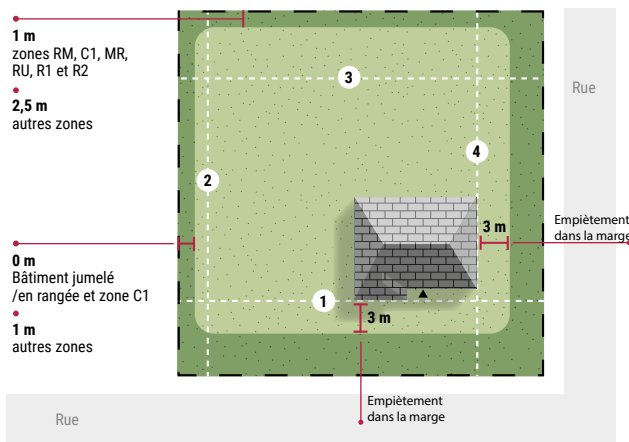 1 m
zones RM, C1, MR,
RU, R1 et R2
2,5 m
autres zones
3
Rue
4
2
3 m
Empiètement
dans la marge
0 m
Bâtiment jumelé
/en rangée et zone C1
1 m
autres zones
1
3 m
Empiètement
dans la marge
Rue